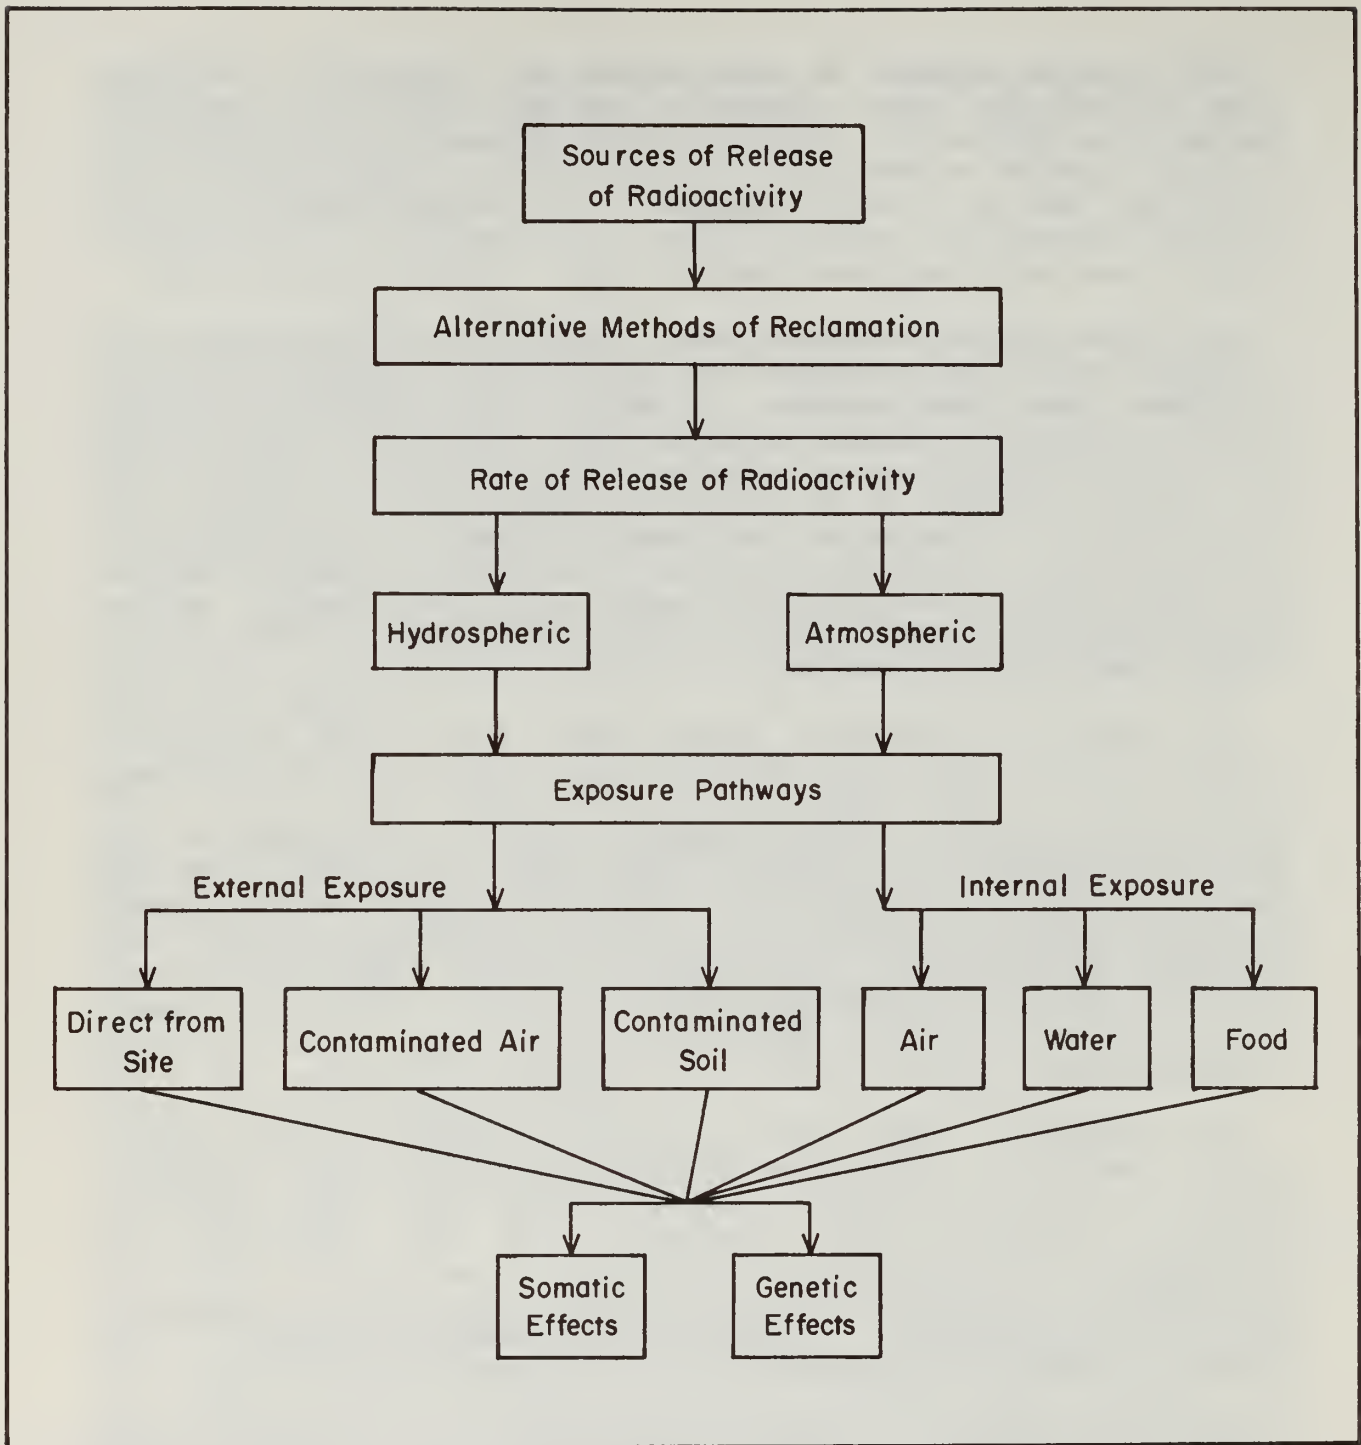 Sources of Release
of Radioactivity
Alternative Methods of Reclamation
Rate of Release of Radioactivity
Hydrospheric
Atmospheric
Exposure Pathways
External Exposure
Internal Exposure
Direct from
Site
Contaminated Air
Contaminated
Soil
Air
Water
Food
Somatic
Effects
Genetic
Effects